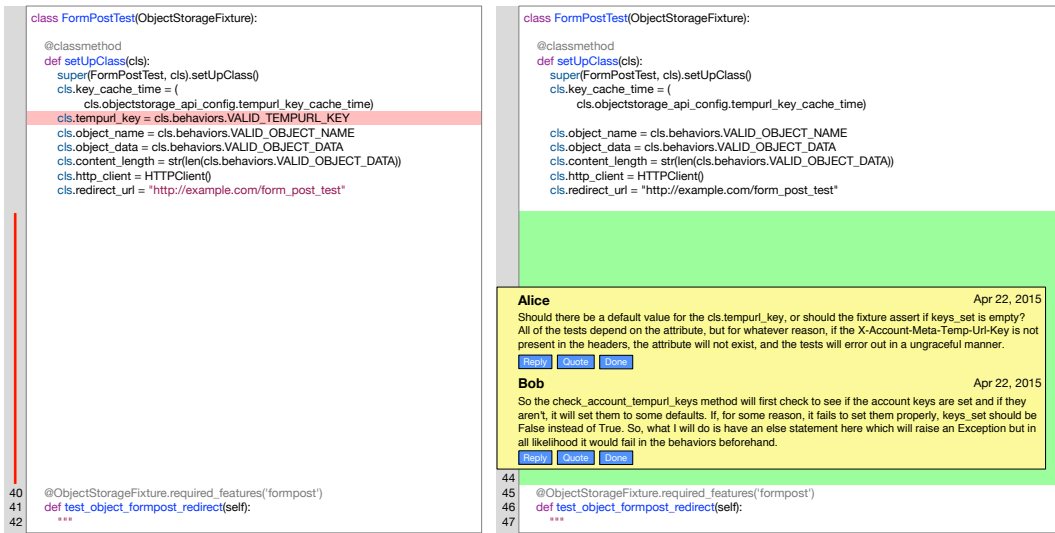 class FormPostTest(ObjectStorageFixture):
@classmethod
def setUpClass(cls):
super(FormPostTest, cls).setUpClass()
cls.key_cache_time = (
cls.objectstorage_api_config.tempurl_key_cache_time)
cls.tempurl_key = cls.behaviors.VALID_TEMPURL_KEY
cls.object_name = cls.behaviors.VALID_OBJECT_NAME
cls.object_data = cls.behaviors.VALID_OBJECT_DATA
cls.content_length = str(len(cls.behaviors.VALID_OBJECT_DATA))
cls.http_client = HTTPClient()
cls.redirect_url = "http://example.com/form_post_test"
40 @ObjectStorageFixture.required_features('formpost')
41 def test_object_formpost_redirect(self):
42 """
class FormPostTest(ObjectStorageFixture):
@classmethod
def setUpClass(cls):
super(FormPostTest, cls).setUpClass()
cls.key_cache_time = (
cls.objectstorage_api_config.tempurl_key_cache_time)
cls.object_name = cls.behaviors.VALID_OBJECT_NAME
cls.object_data = cls.behaviors.VALID_OBJECT_DATA
cls.content_length = str(len(cls.behaviors.VALID_OBJECT_DATA))
cls.http_client = HTTPClient()
cls.redirect_url = "http://example.com/form_post_test"
Alice Apr 22, 2015
Should there be a default value for the cls.tempurl_key, or should the fixture assert if keys_set is empty?
All of the tests depend on the attribute, but for whatever reason, if the X-Account-Meta-Temp-Url-Key is not
present in the headers, the attribute will not exist, and the tests will error out in a ungraceful manner.
Reply Quote Done
Bob Apr 22, 2015
So the check_account_tempurl_keys method will first check to see if the account keys are set and if they
aren't, it will set them to some defaults. If, for some reason, it fails to set them properly, keys_set should be
False instead of True. So, what I will do is have an else statement here which will raise an Exception but in
all likelihood it would fail in the behaviors beforehand.
Reply Quote Done
44
45 @ObjectStorageFixture.required_features('formpost')
46 def test_object_formpost_redirect(self):
47 """